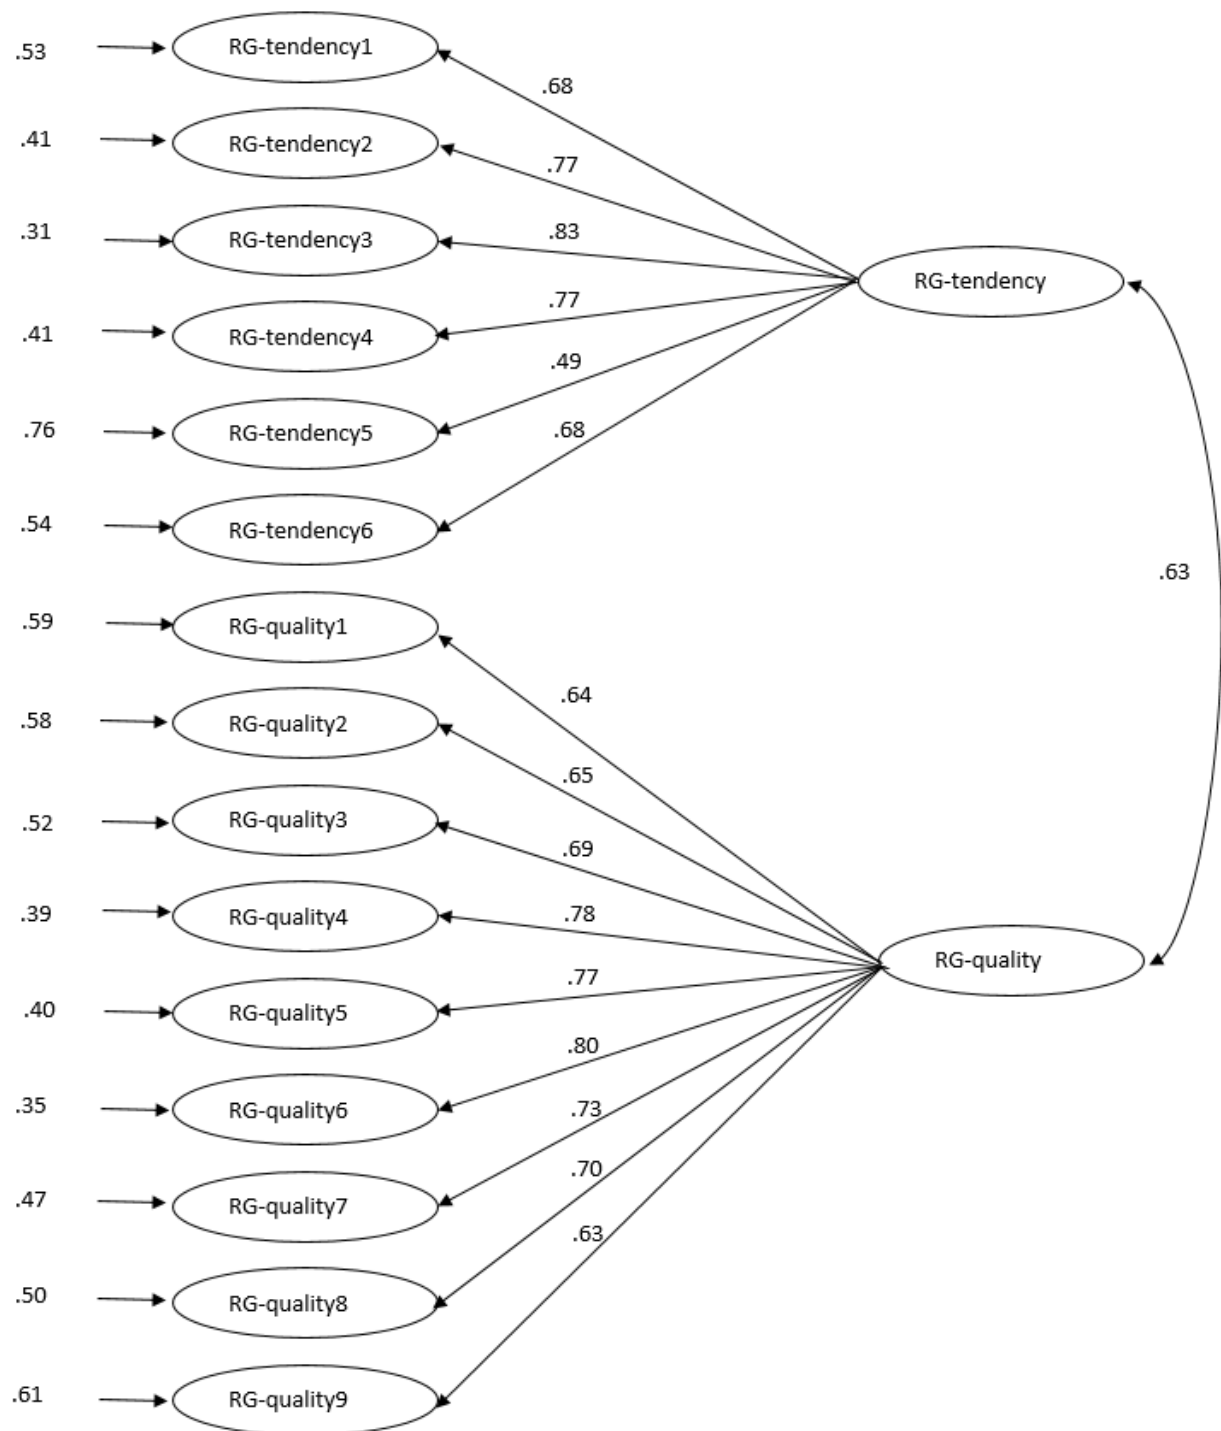 .53
RG-tendency1
.68
.41
RG-tendency2
.77
.31
RG-tendency3
.83
RG-tendency
.41
RG-tendency4
.77
.76
RG-tendency5
.49
.54
RG-tendency6
.68
.63
.59
RG-quality1
.64
.58
RG-quality2
.65
.52
RG-quality3
.69
.39
RG-quality4
.78
RG-quality
.40
RG-quality5
.77
.35
RG-quality6
.80
.47
RG-quality7
.73
.50
RG-quality8
.70
.61
RG-quality9
.63